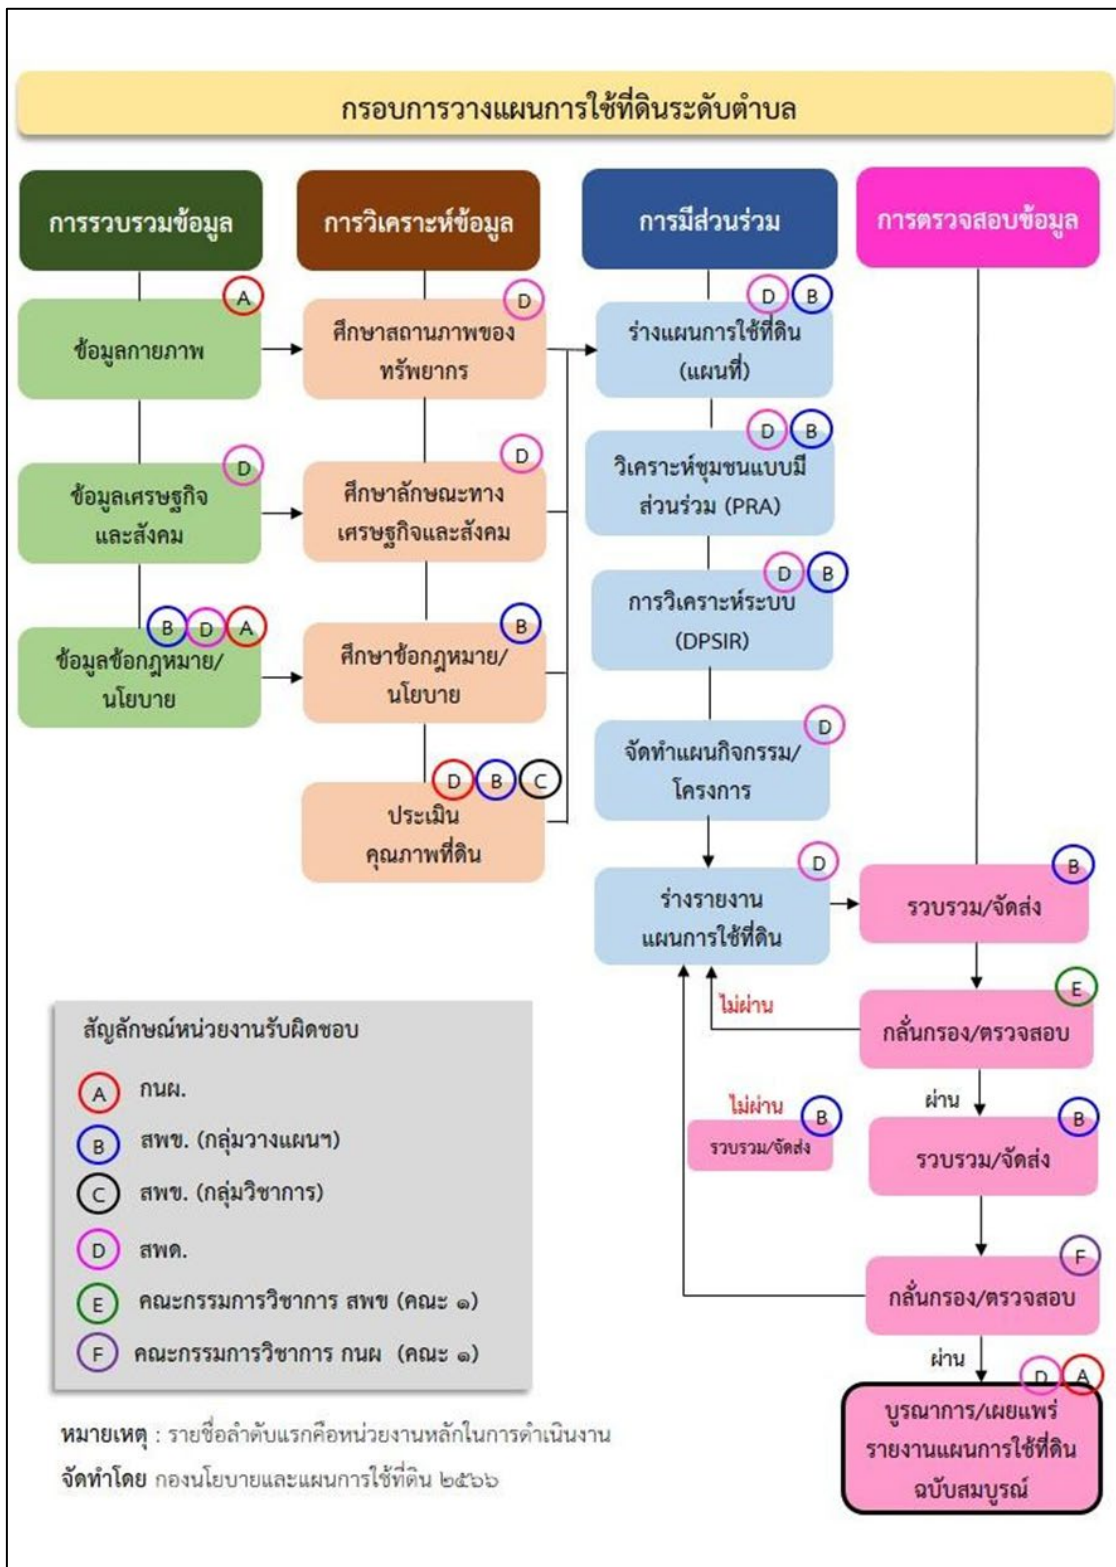 กรอบการวางแผนการใช้ที่ดินระดับตำบล
การรวบรวมข้อมูล
A
ข้อมูลกายภาพ
D
ข้อมูลเศรษฐกิจ
และสังคม
B D A
ข้อมูลข้อกฎหมาย/
นโยบาย
การวิเคราะห์ข้อมูล
D
ศึกษาสถานภาพของ
ทรัพยากร
D
ศึกษาลักษณะทาง
เศรษฐกิจและสังคม
B
ศึกษาข้อกฎหมาย/
นโยบาย
D B C
ประเมิน
คุณภาพที่ดิน
การมีส่วนร่วม
D B
ร่างแผนการใช้ที่ดิน
(แผนที่)
D B
วิเคราะห์ชุมชนแบบมี
ส่วนร่วม (PRA)
D B
การวิเคราะห์ระบบ
(DPSIR)
D
จัดทำแผนกิจกรรม/
โครงการ
D
ร่างรายงาน
แผนการใช้ที่ดิน
การตรวจสอบข้อมูล
B
รวบรวม/จัดส่ง
E
กลั่นกรอง/ตรวจสอบ
ไม่ผ่าน
ผ่าน
B
รวบรวม/จัดส่ง
ไม่ผ่าน
B
รวบรวม/จัดส่ง
F
กลั่นกรอง/ตรวจสอบ
ผ่าน
D A
บูรณาการ/เผยแพร่
รายงานแผนการใช้ที่ดิน
ฉบับสมบูรณ์
สัญลักษณ์หน่วยงานรับผิดชอบ
A กนผ.
B สพข. (กลุ่มวางแผนฯ)
C สพข. (กลุ่มวิชาการ)
D สพด.
E คณะกรรมการวิชาการ สพข (คณะ ๑)
F คณะกรรมการวิชาการ กนผ (คณะ ๑)
หมายเหตุ : รายชื่อลำดับแรกคือหน่วยงานหลักในการดำเนินงาน
จัดทำโดย กองนโยบายและแผนการใช้ที่ดิน ๒๕๖๖